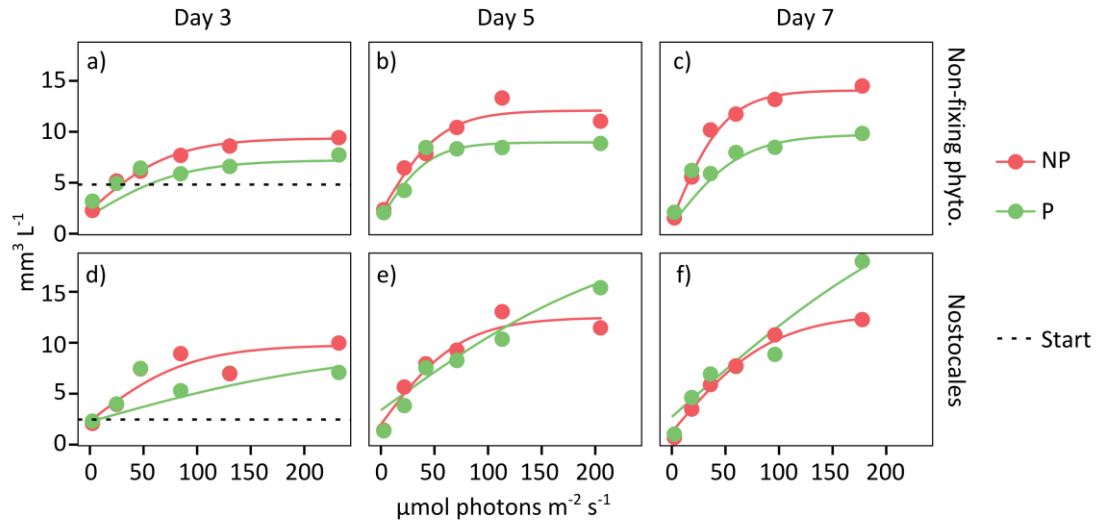 Day 3
Day 5
Day 7
a)
b)
c)
15
10
5
0
Non-fixing phyto.
NP
P
mm³ L⁻¹
d)
e)
f)
15
10
5
0
Nostocales
Start
0 50 100 150 200
0 50 100 150 200
0 50 100 150 200
µmol photons m⁻² s⁻¹